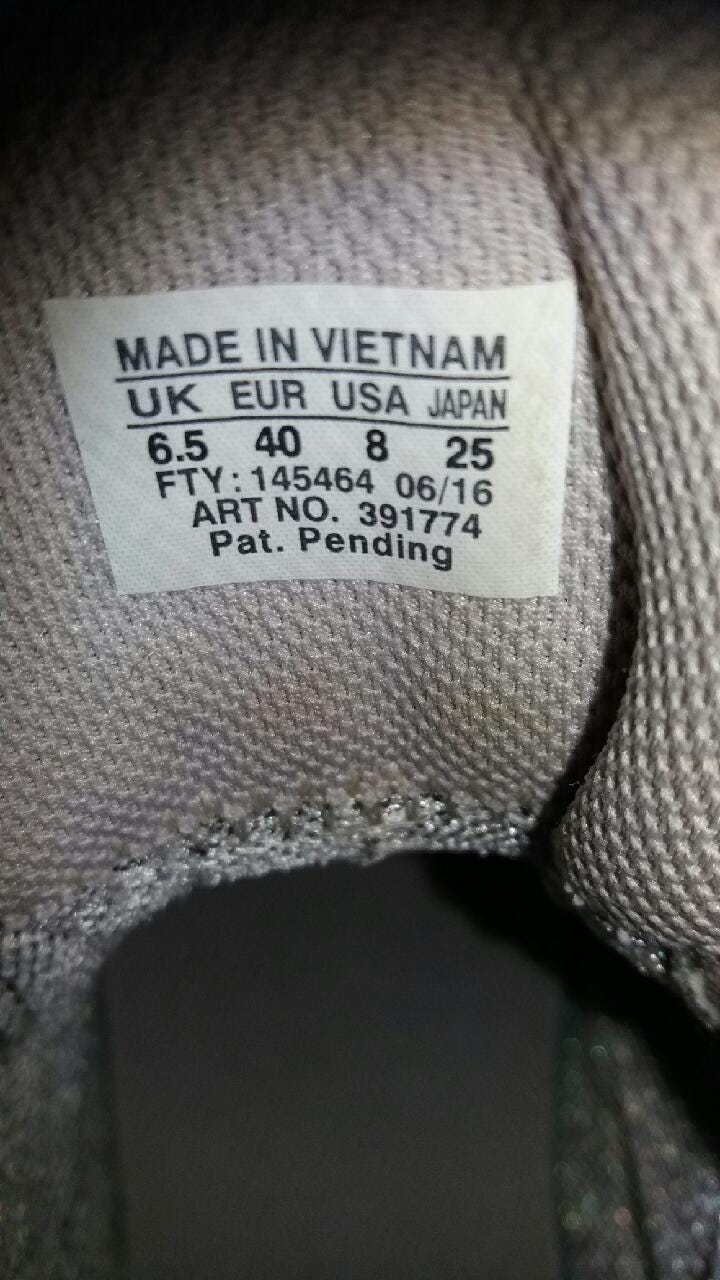 MADE IN VIETNAM
UK EUR USA JAPAN
6.5 40 8 25
FTY: 145464 06/16
ART NO. 391774
Pat. Pending